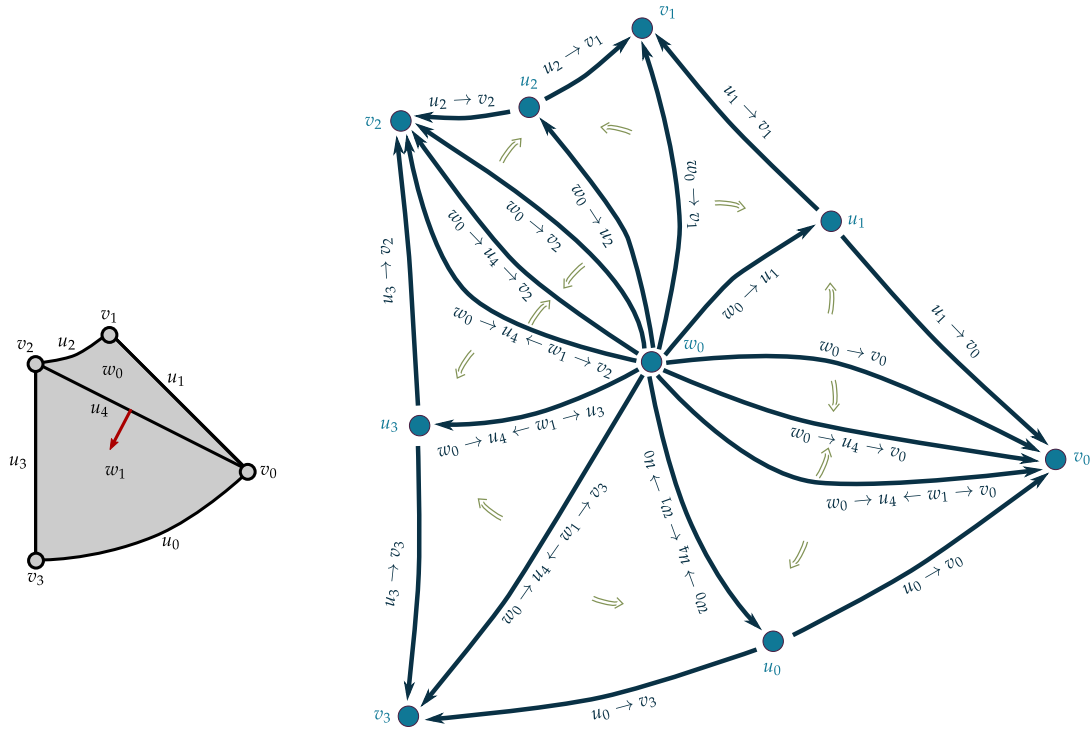 v₁
v₂
u₂
w₀
u₁
u₄
u₃
w₁
v₀
u₀
v₃
v₁
u₂ → v₁
u₂
u₂ → v₂
v₂
u₁ → v₁
w₀ → v₁
w₀ → u₂
w₀ → v₂
w₀ → u₄ → v₂
u₁
u₃ → v₂
w₀ → u₁
w₀ → u₄ ← w₁ → v₂
w₀
w₀ → v₀
u₁ → v₀
u₃
w₀ → u₄ ← w₁ → u₃
w₀ → u₄ → v₀
v₀
w₀ → u₄ ← w₁ → v₀
w₀ → u₄ ← w₁ → v₃
w₀ → u₄ ← w₁ → u₀
u₃ → v₃
u₀ → v₀
u₀
u₀ → v₃
v₃